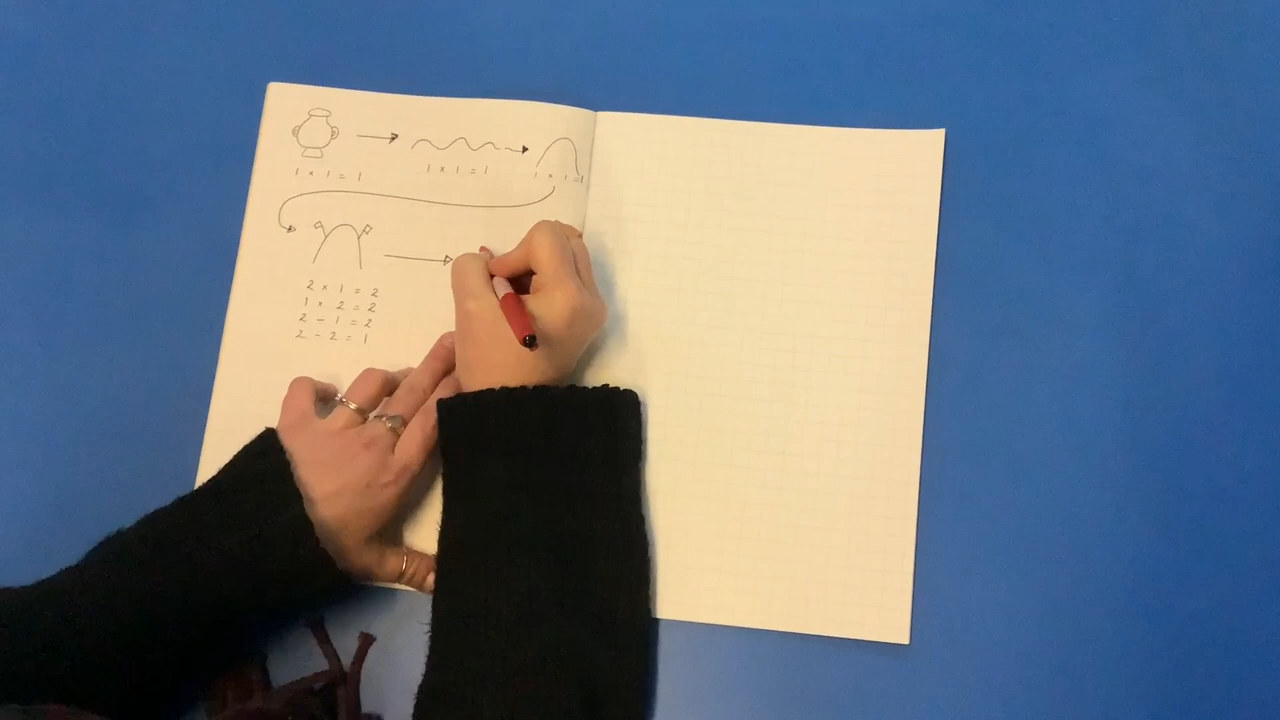 1 x 1 = 1
1 x 1 = 1
1 x 1 = 1
2 x 1 = 2
1 x 2 = 2
2 - 1 = 2
2 - 2 = 1